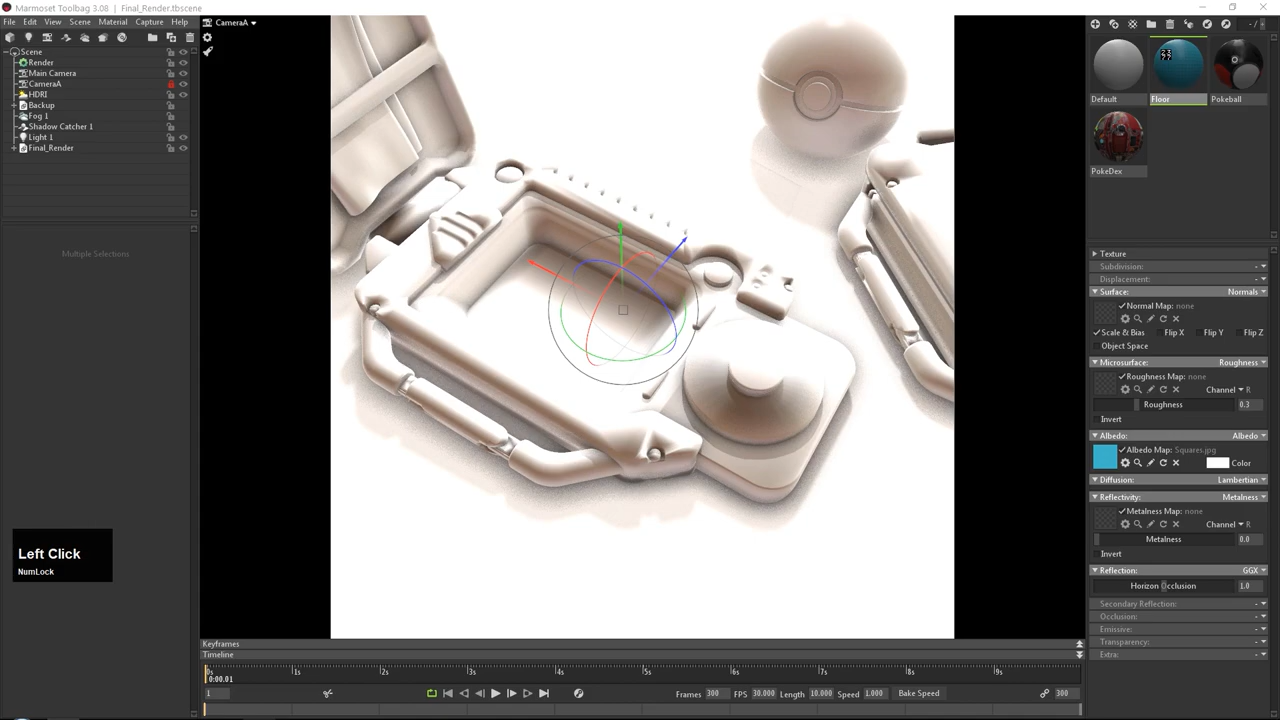 Marmoset Toolbag 3.08 | Final_Render.tbscene
File Edit View Scene Material Capture Help
CameraA
Scene
Render
Main Camera
CameraA
HDRI
Backup
Fog 1
Shadow Catcher 1
Light 1
Final_Render
Multiple Selections
Left Click
NumLock
Default Floor Pokeball
PokeDex
Texture
Subdivision:
Displacement:
Surface: Normals
Normal Map: none
Scale & Bias Flip X Flip Y Flip Z
Object Space
Microsurface: Roughness
Roughness Map: none
Channel R
Roughness 0.3
Invert
Albedo: Albedo
Albedo Map: Squares.jpg
Color
Diffusion: Lambertian
Reflectivity: Metalness
Metalness Map: none
Channel R
Metalness 0.0
Invert
Reflection: GGX
Horizon Occlusion 1.0
Secondary Reflection:
Occlusion:
Emissive:
Transparency:
Extra:
Keyframes
Timeline
1s 2s 3s 4s 5s 6s 7s 8s 9s
0:00.01
1 Frames 300 FPS 30.000 Length 10.000 Speed 1.000 Bake Speed 300